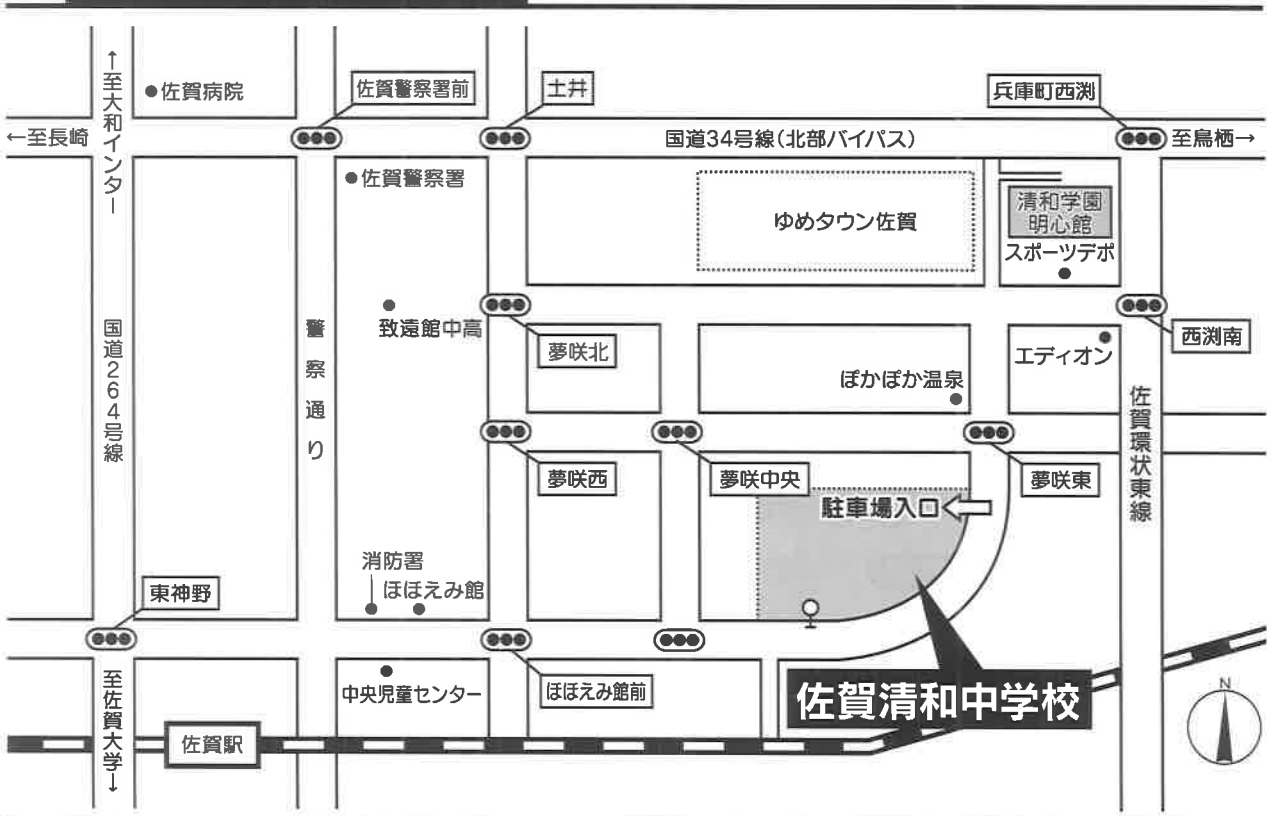 ↑至大和インター
佐賀病院
佐賀警察署前
土井
兵庫町西渕
←至長崎
国道34号線(北部バイパス)
至鳥栖→
佐賀警察署
ゆめタウン佐賀
清和学園
明心館
スポーツデポ
致遠館中高
夢咲北
西渕南
国道264号線
警察通り
エディオン
ぽかぽか温泉
佐賀環状東線
夢咲西
夢咲中央
夢咲東
駐車場入口
消防署
ほほえみ館
東神野
至佐賀大学→
中央児童センター
ほほえみ館前
佐賀清和中学校
佐賀駅
N